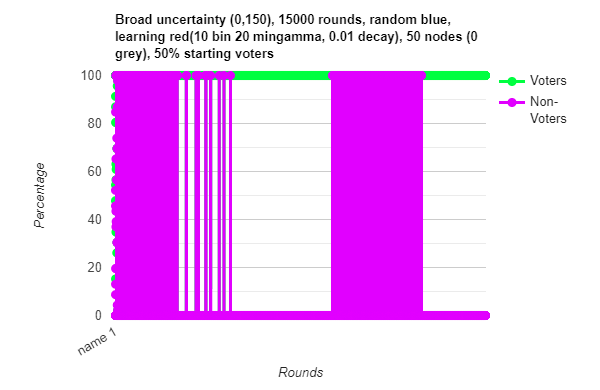 Broad uncertainty (0,150), 15000 rounds, random blue,
learning red(10 bin 20 mingamma, 0.01 decay), 50 nodes (0
grey), 50% starting voters
100
80
60
40
20
0
Percentage
name 1
Rounds
Voters
Non-
Voters